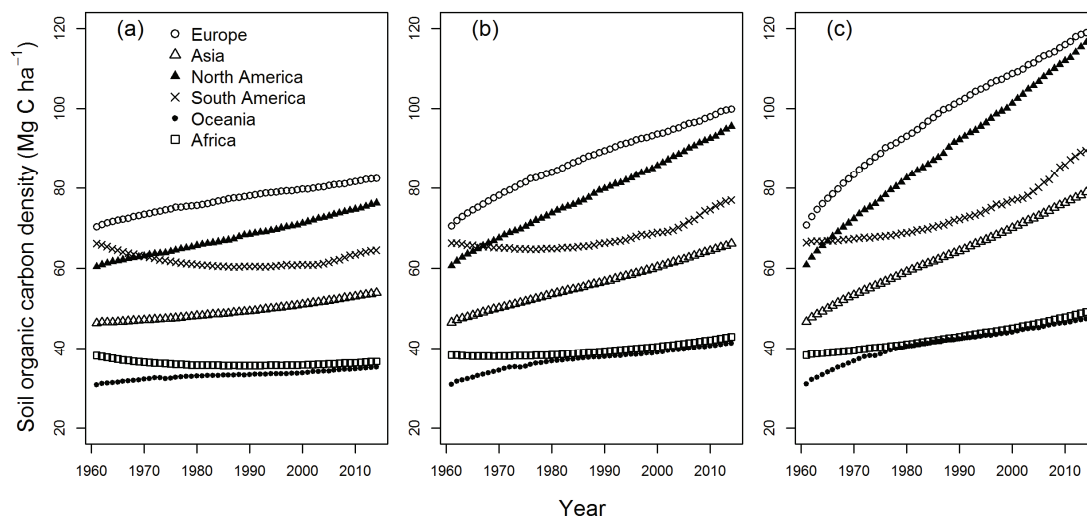 Soil organic carbon density (Mg C ha⁻¹)
120
100
80
60
40
20
(a)
Europe
Asia
North America
South America
Oceania
Africa
1960 1970 1980 1990 2000 2010
120
100
80
60
40
20
(b)
1960 1970 1980 1990 2000 2010
120
100
80
60
40
20
(c)
1960 1970 1980 1990 2000 2010
Year